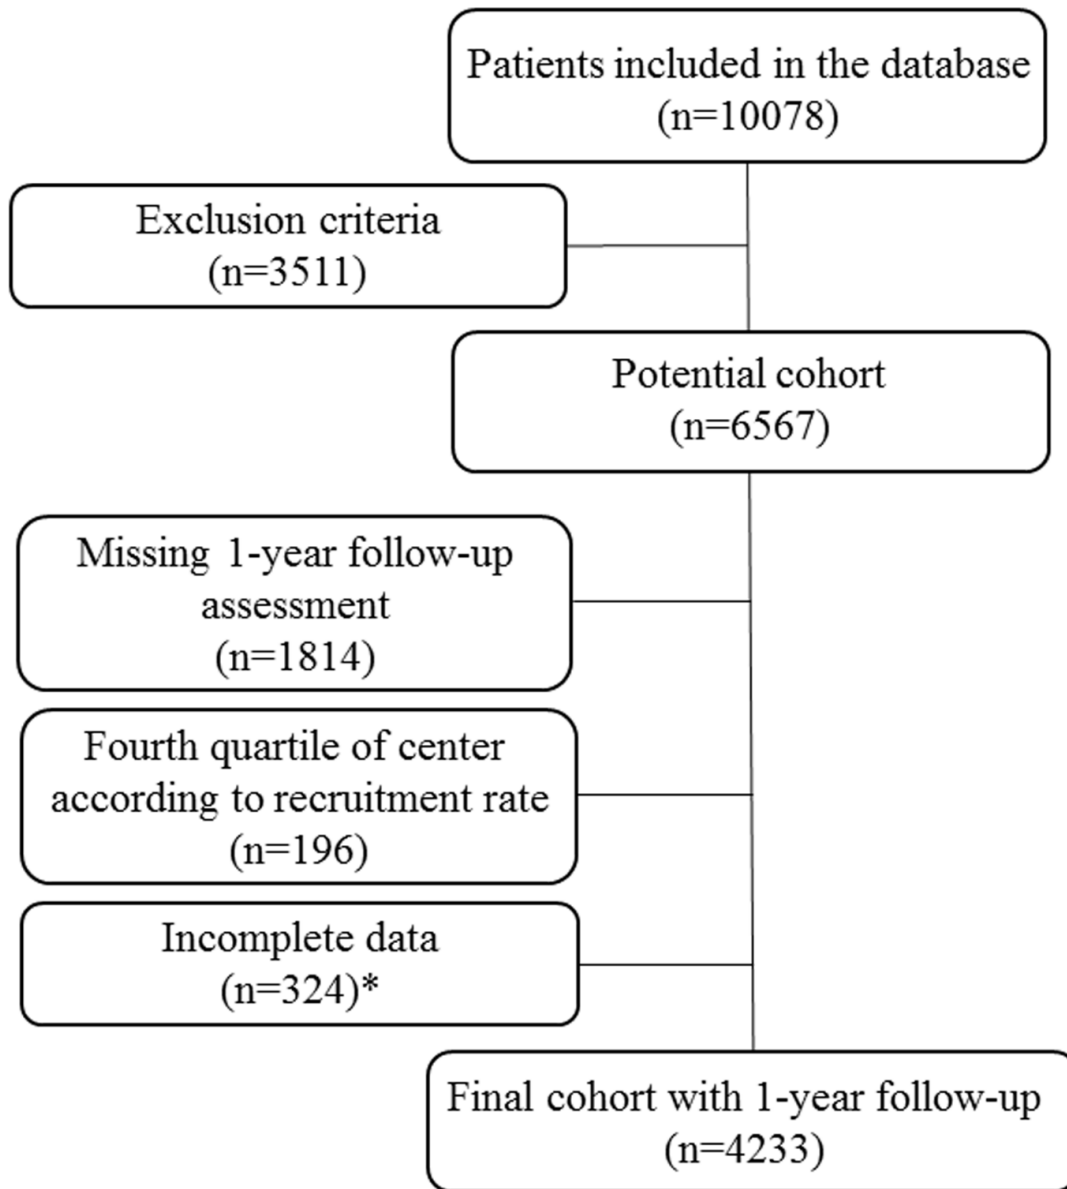 Patients included in the database
(n=10078)
Exclusion criteria
(n=3511)
Potential cohort
(n=6567)
Missing 1-year follow-up
assessment
(n=1814)
Fourth quartile of center
according to recruitment rate
(n=196)
Incomplete data
(n=324)*
Final cohort with 1-year follow-up
(n=4233)